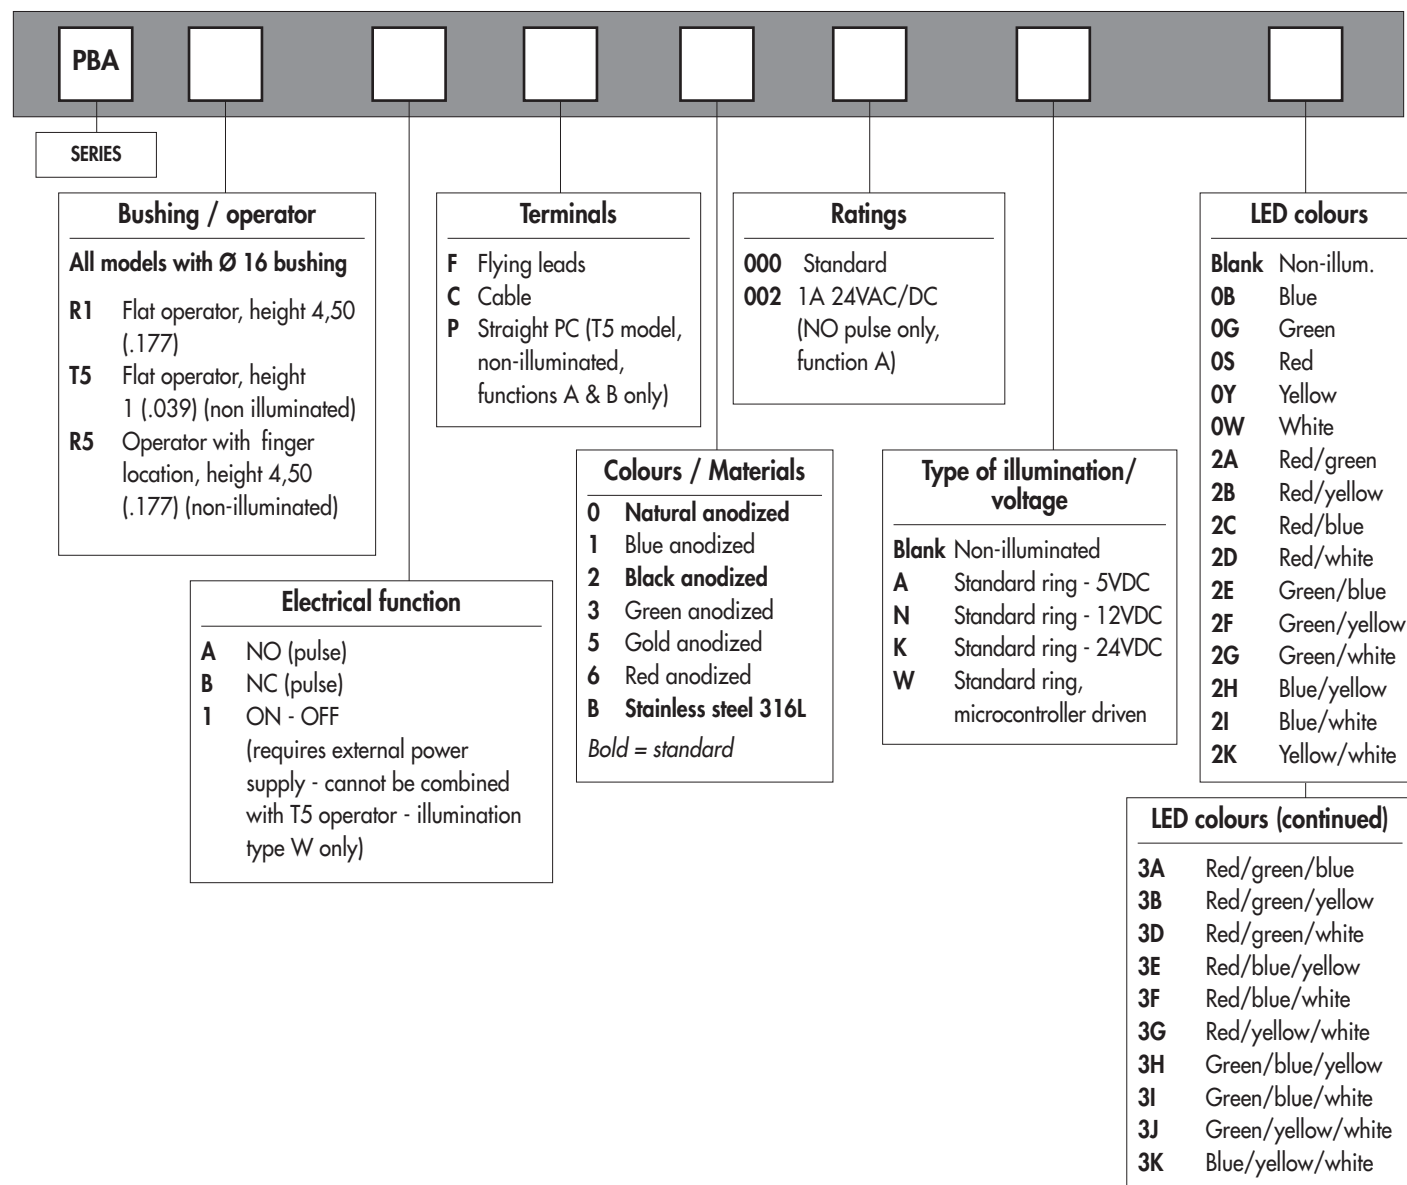 PBA
SERIES
Bushing / operator
All models with Ø 16 bushing
R1 Flat operator, height 4,50
(.177)
T5 Flat operator, height
1 (.039) (non illuminated)
R5 Operator with finger
location, height 4,50
(.177) (non-illuminated)
Electrical function
A NO (pulse)
B NC (pulse)
1 ON - OFF
(requires external power
supply - cannot be combined
with T5 operator - illumination
type W only)
Terminals
F Flying leads
C Cable
P Straight PC (T5 model,
non-illuminated,
functions A & B only)
Colours / Materials
0 Natural anodized
1 Blue anodized
2 Black anodized
3 Green anodized
5 Gold anodized
6 Red anodized
B Stainless steel 316L
Bold = standard
Ratings
000 Standard
002 1A 24VAC/DC
(NO pulse only,
function A)
Type of illumination/
voltage
Blank Non-illuminated
A Standard ring - 5VDC
N Standard ring - 12VDC
K Standard ring - 24VDC
W Standard ring,
microcontroller driven
LED colours
Blank Non-illum.
0B Blue
0G Green
0S Red
0Y Yellow
0W White
2A Red/green
2B Red/yellow
2C Red/blue
2D Red/white
2E Green/blue
2F Green/yellow
2G Green/white
2H Blue/yellow
2I Blue/white
2K Yellow/white
LED colours (continued)
3A Red/green/blue
3B Red/green/yellow
3D Red/green/white
3E Red/blue/yellow
3F Red/blue/white
3G Red/yellow/white
3H Green/blue/yellow
3I Green/blue/white
3J Green/yellow/white
3K Blue/yellow/white